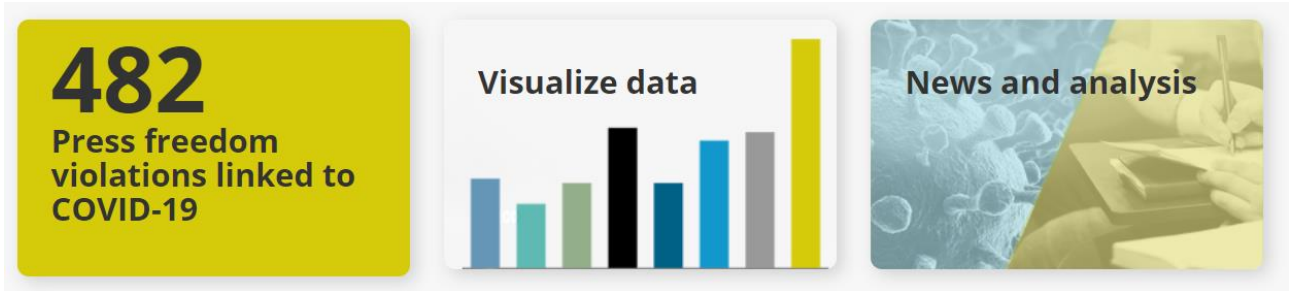 482
Press freedom
violations linked to
COVID-19
Visualize data
News and analysis